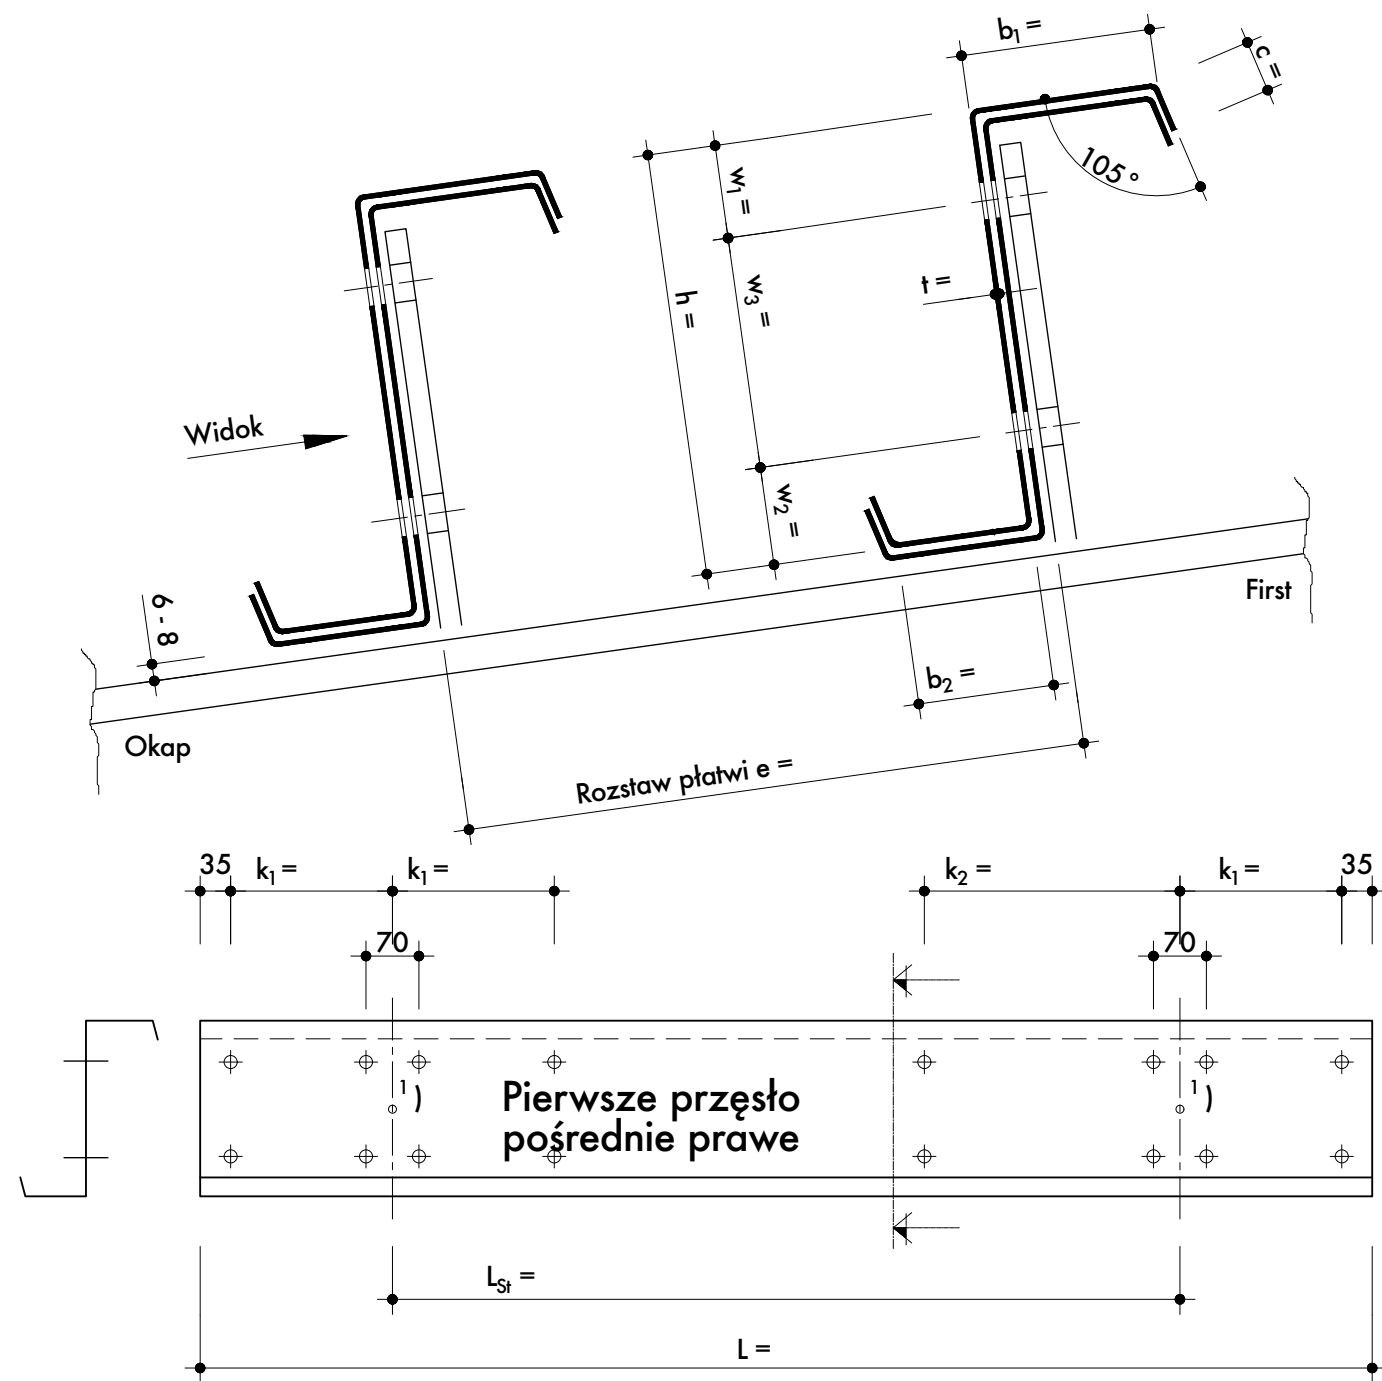 b1 =
c =
105°
w1 =
w3 =
h =
t =
Widok
w2 =
6 - 8
First
b2 =
Okap
Rozstaw płatwi e =
35 k1 = k1 = k2 = k1 = 35
70 70
1) 1)
Pierwsze przęsło
pośrednie prawe
LSt =
L =